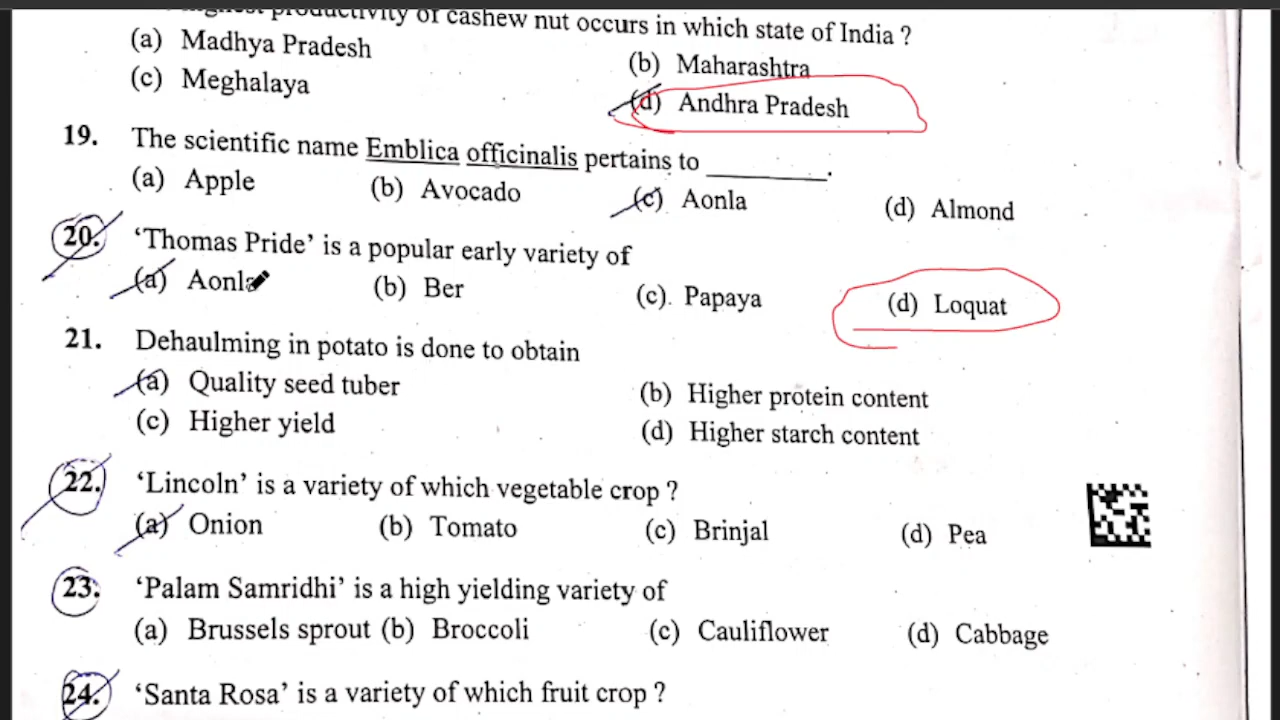 productivity of cashew nut occurs in which state of India ?
(a) Madhya Pradesh (b) Maharashtra
(c) Meghalaya (d) Andhra Pradesh
19. The scientific name Emblica officinalis pertains to ________.
(a) Apple (b) Avocado (c) Aonla (d) Almond
20. ‘Thomas Pride’ is a popular early variety of
(a) Aonla (b) Ber (c) Papaya (d) Loquat
21. Dehaulming in potato is done to obtain
(a) Quality seed tuber (b) Higher protein content
(c) Higher yield (d) Higher starch content
22. ‘Lincoln’ is a variety of which vegetable crop ?
(a) Onion (b) Tomato (c) Brinjal (d) Pea
23. ‘Palam Samridhi’ is a high yielding variety of
(a) Brussels sprout (b) Broccoli (c) Cauliflower (d) Cabbage
24. ‘Santa Rosa’ is a variety of which fruit crop ?